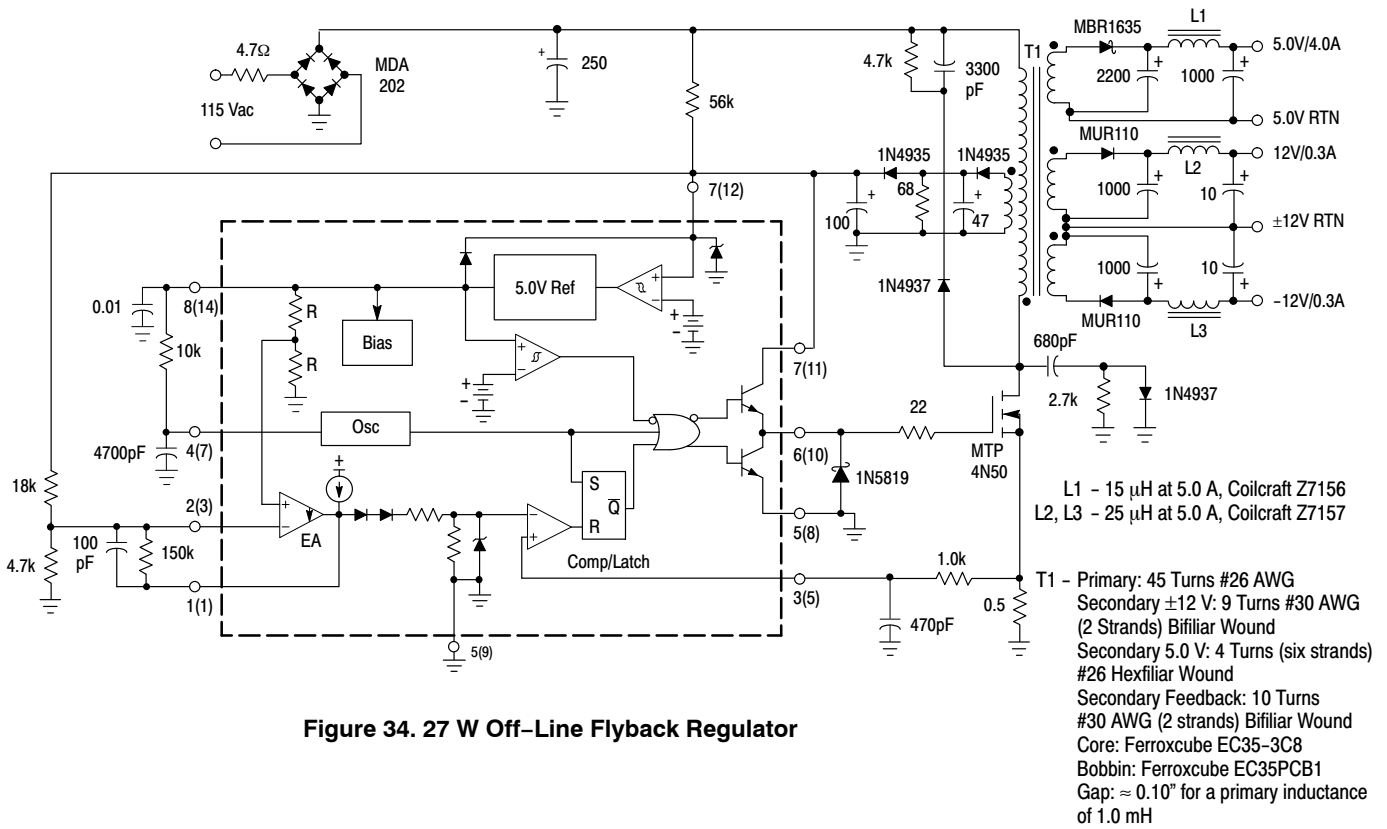 4.7Ω
115 Vac
MDA
202
+
250
56k
4.7k
3300
pF
T1
MBR1635
L1
2200
+
1000
+
5.0V/4.0A
5.0V RTN
MUR110
L2
12V/0.3A
1000
+
10
+
±12V RTN
1000
+
10
+
MUR110
L3
–12V/0.3A
1N4935
1N4935
68
100
+
47
+
1N4937
680pF
2.7k
1N4937
7(12)
0.01
8(14)
10k
R
R
Bias
5.0V Ref
+
–
+
–
+
–
+
–
7(11)
4(7)
4700pF
Osc
18k
2(3)
100
pF
150k
4.7k
1(1)
+
–
EA
+
S
Q
R
–
+
Comp/Latch
5(9)
6(10)
22
1N5819
5(8)
MTP
4N50
3(5)
1.0k
470pF
0.5
L1 – 15 μH at 5.0 A, Coilcraft Z7156
L2, L3 – 25 μH at 5.0 A, Coilcraft Z7157
T1 – Primary: 45 Turns #26 AWG
Secondary ±12 V: 9 Turns #30 AWG
(2 Strands) Bifiliar Wound
Secondary 5.0 V: 4 Turns (six strands)
#26 Hexfiliar Wound
Secondary Feedback: 10 Turns
#30 AWG (2 strands) Bifiliar Wound
Core: Ferroxcube EC35–3C8
Bobbin: Ferroxcube EC35PCB1
Gap: ≈ 0.10" for a primary inductance
of 1.0 mH
Figure 34. 27 W Off–Line Flyback Regulator